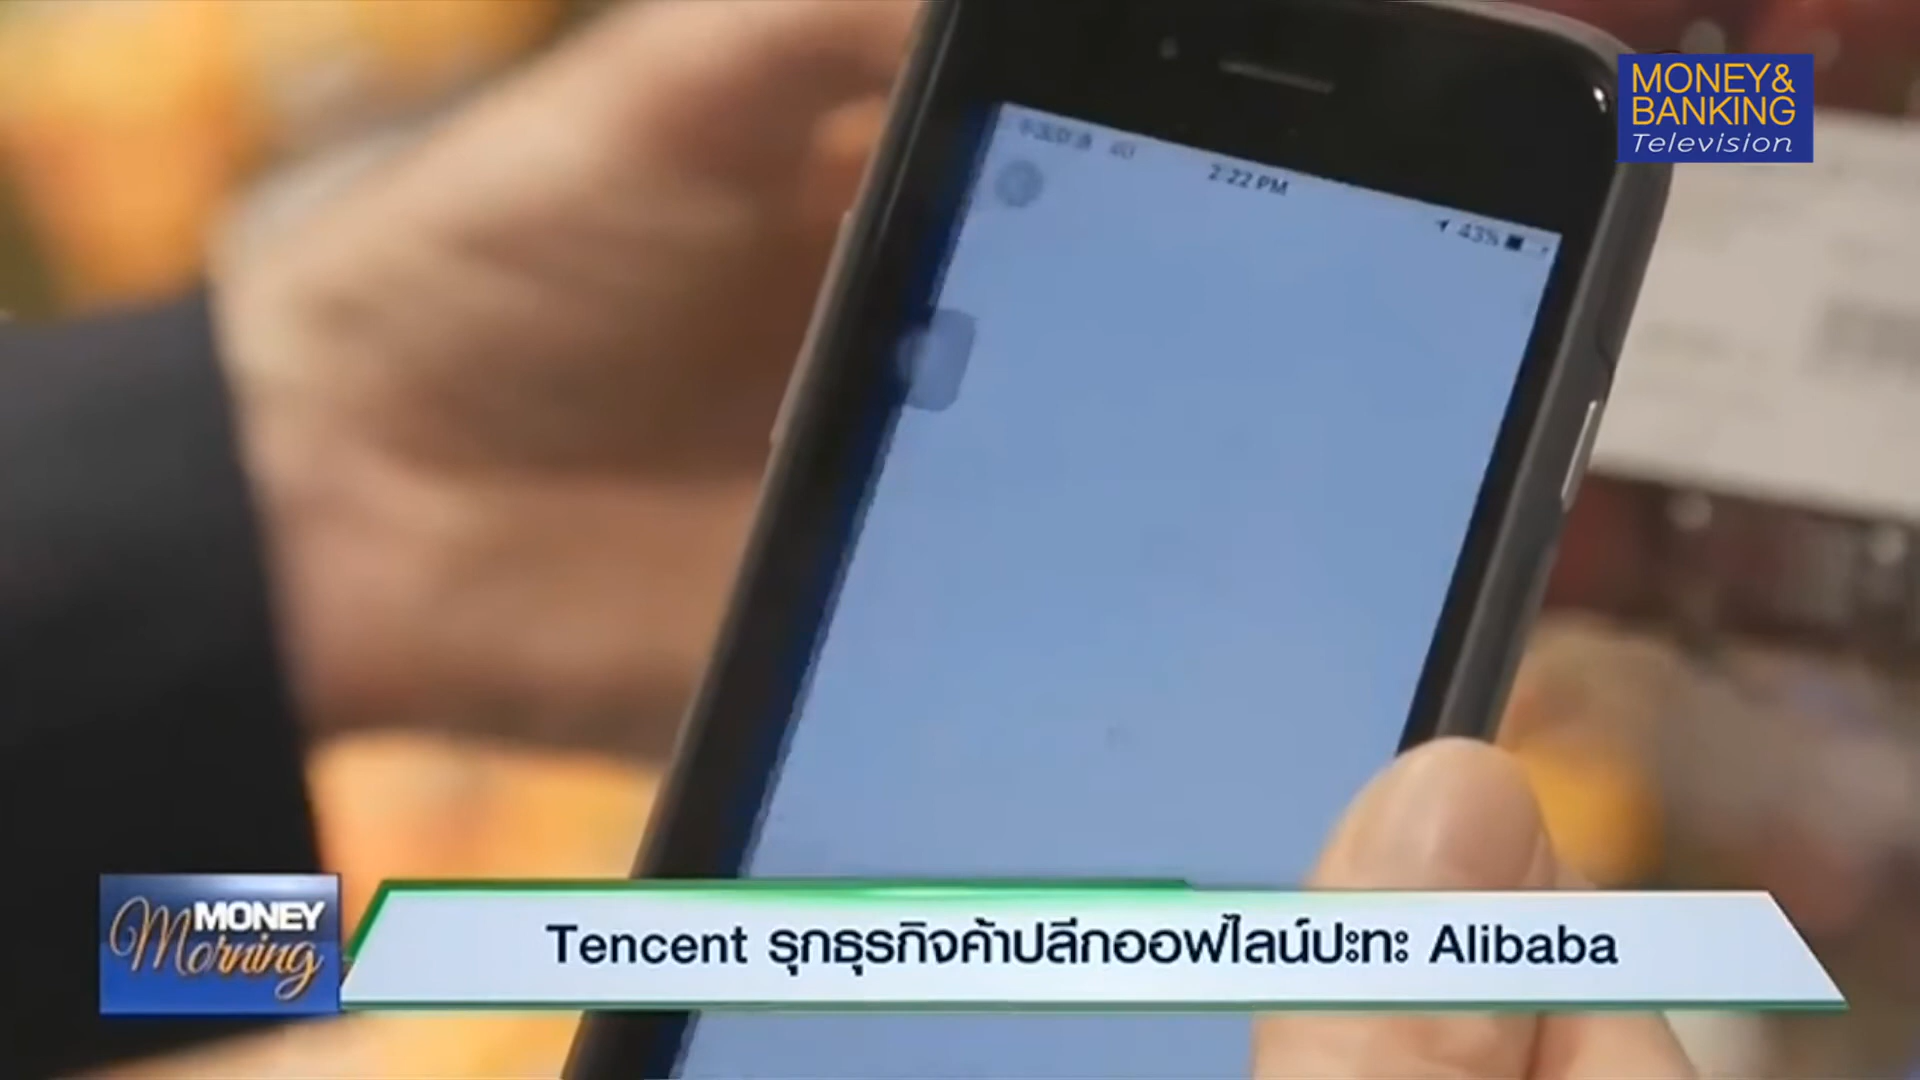 MONEY&
BANKING
Television
4G
2:22 PM
43%
MONEY
Morning
Tencent รุกธุรกิจค้าปลีกออฟไลน์ปะทะ Alibaba